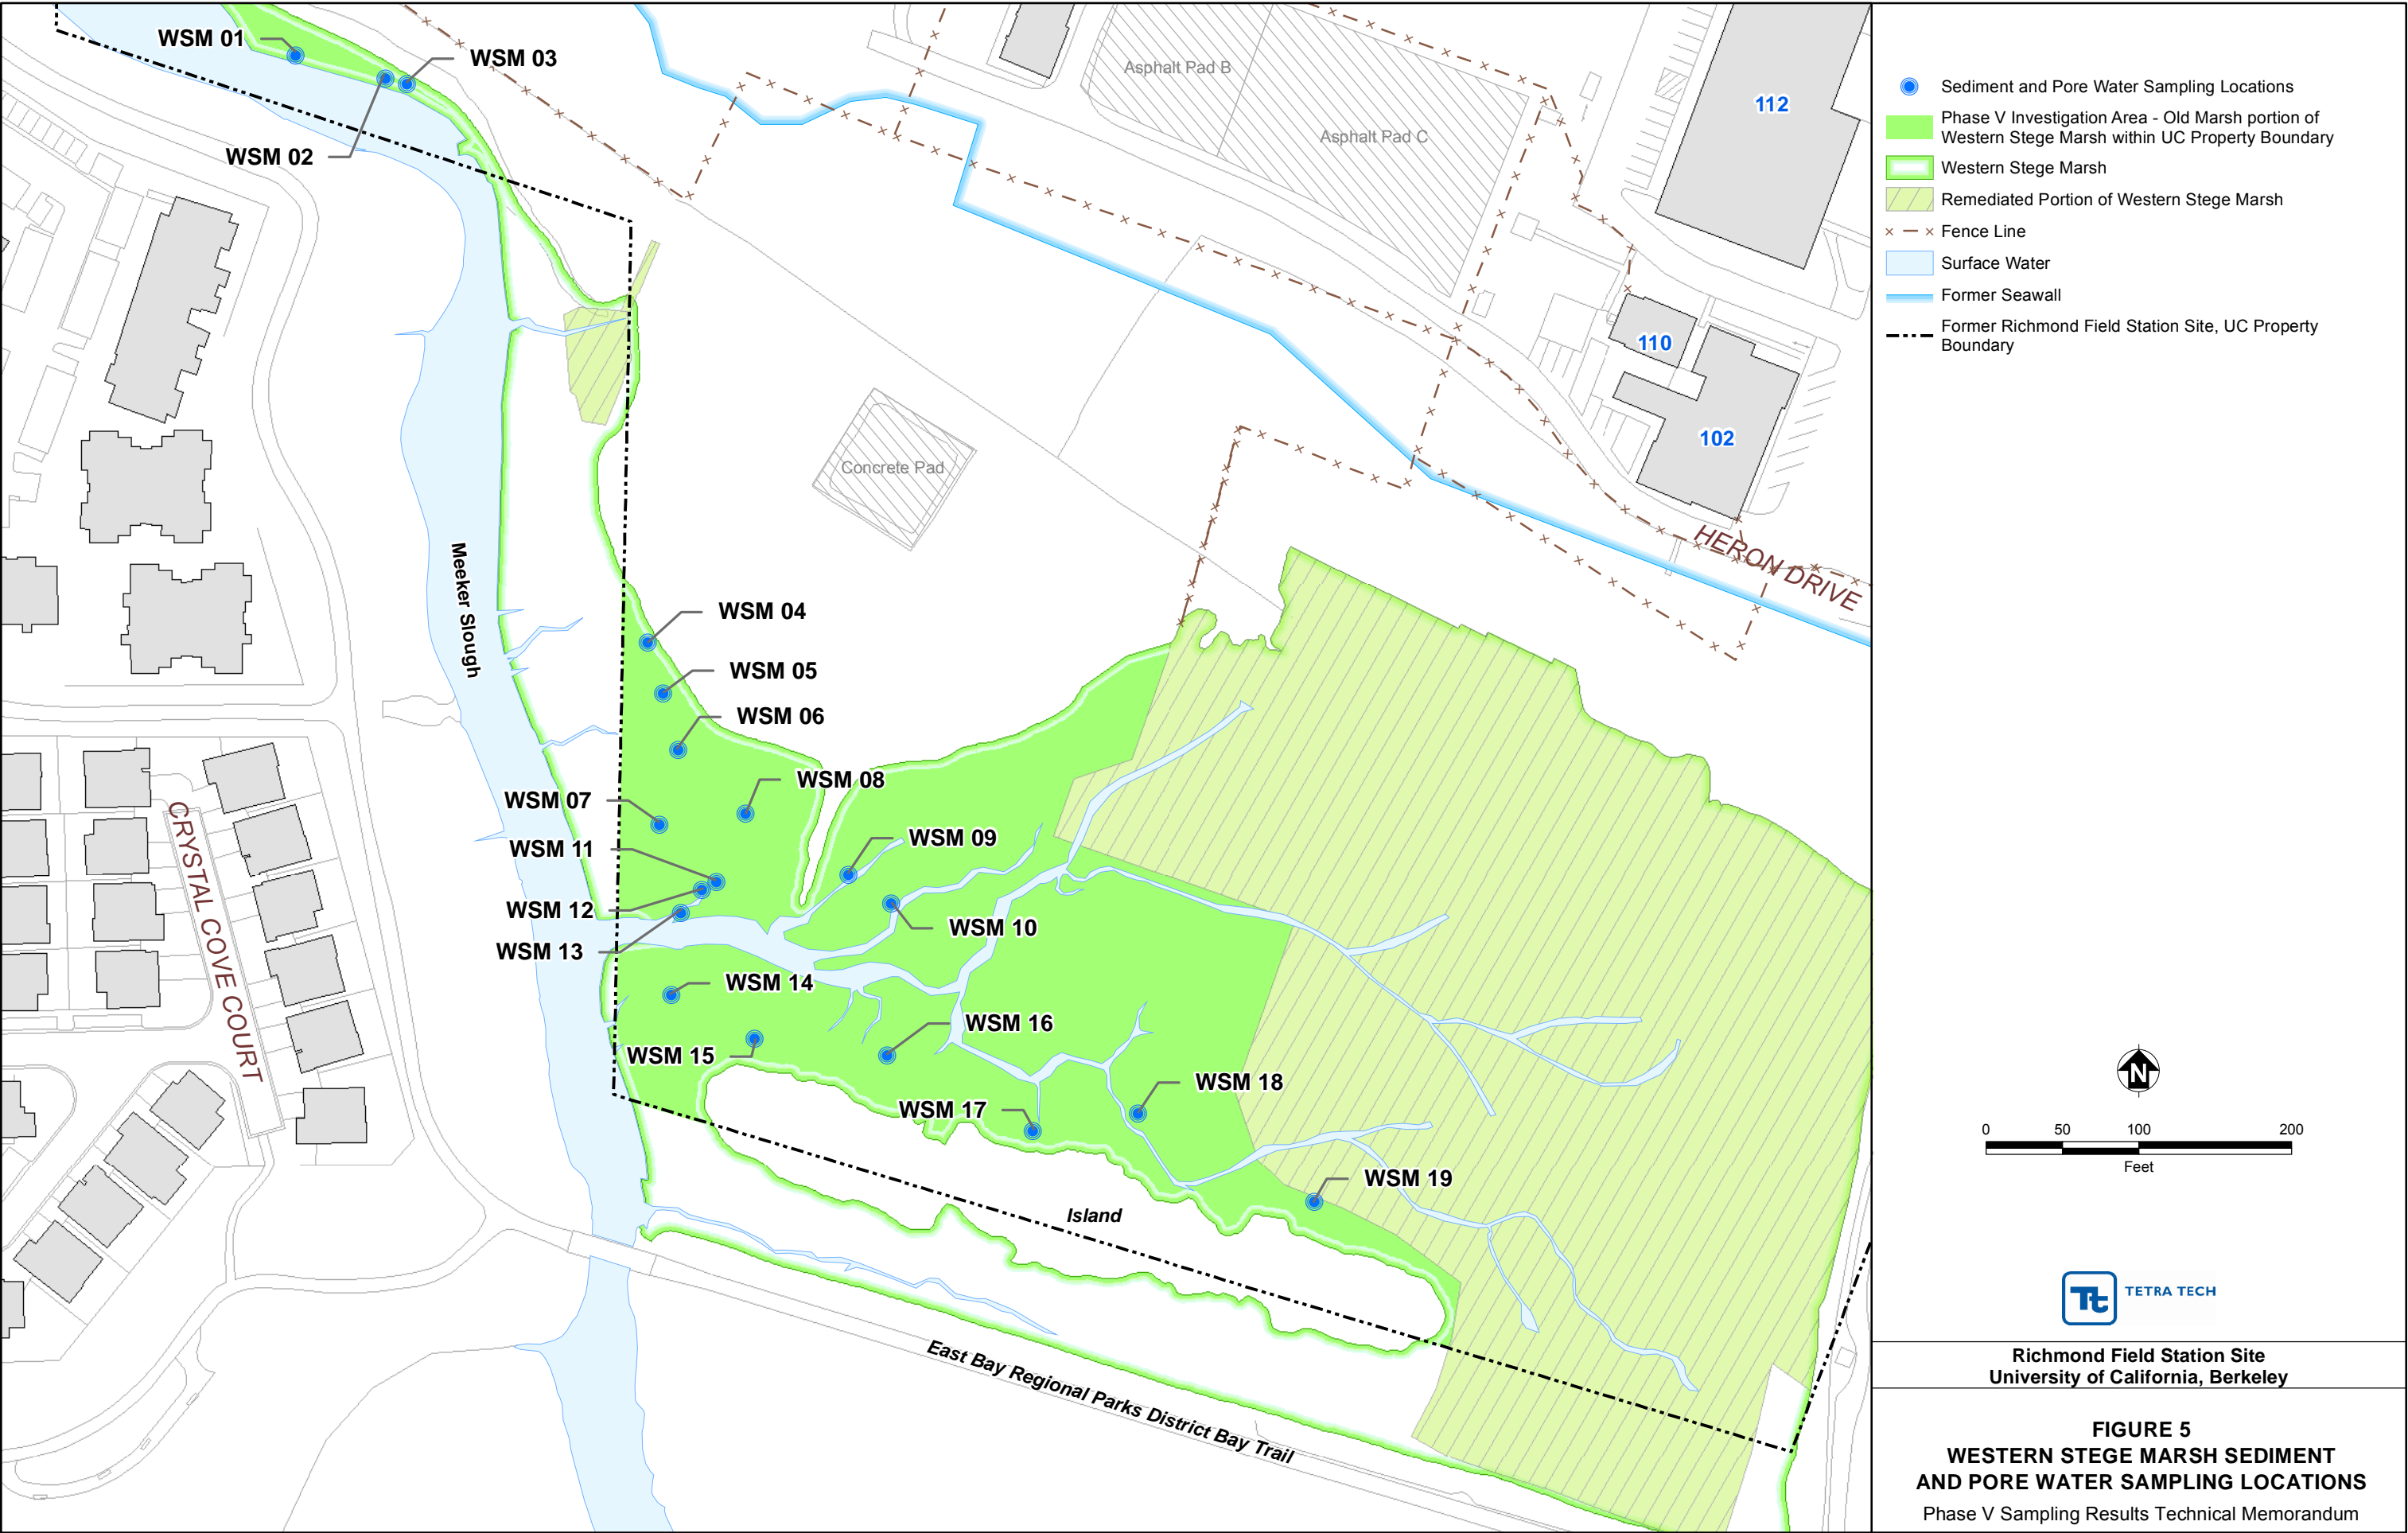 WSM 01
WSM 03
WSM 02
Asphalt Pad B
Asphalt Pad C
112
110
102
Concrete Pad
HERON DRIVE
Meeker Slough
WSM 04
WSM 05
WSM 06
WSM 08
WSM 07
WSM 09
WSM 11
WSM 12
WSM 10
WSM 13
WSM 14
WSM 16
WSM 15
WSM 18
WSM 17
WSM 19
CRYSTAL COVE COURT
Island
East Bay Regional Parks District Bay Trail
Sediment and Pore Water Sampling Locations
Phase V Investigation Area - Old Marsh portion of
Western Stege Marsh within UC Property Boundary
Western Stege Marsh
Remediated Portion of Western Stege Marsh
Fence Line
Surface Water
Former Seawall
Former Richmond Field Station Site, UC Property
Boundary
N
0 50 100 200
Feet
Tt TETRA TECH
Richmond Field Station Site
University of California, Berkeley
FIGURE 5
WESTERN STEGE MARSH SEDIMENT
AND PORE WATER SAMPLING LOCATIONS
Phase V Sampling Results Technical Memorandum